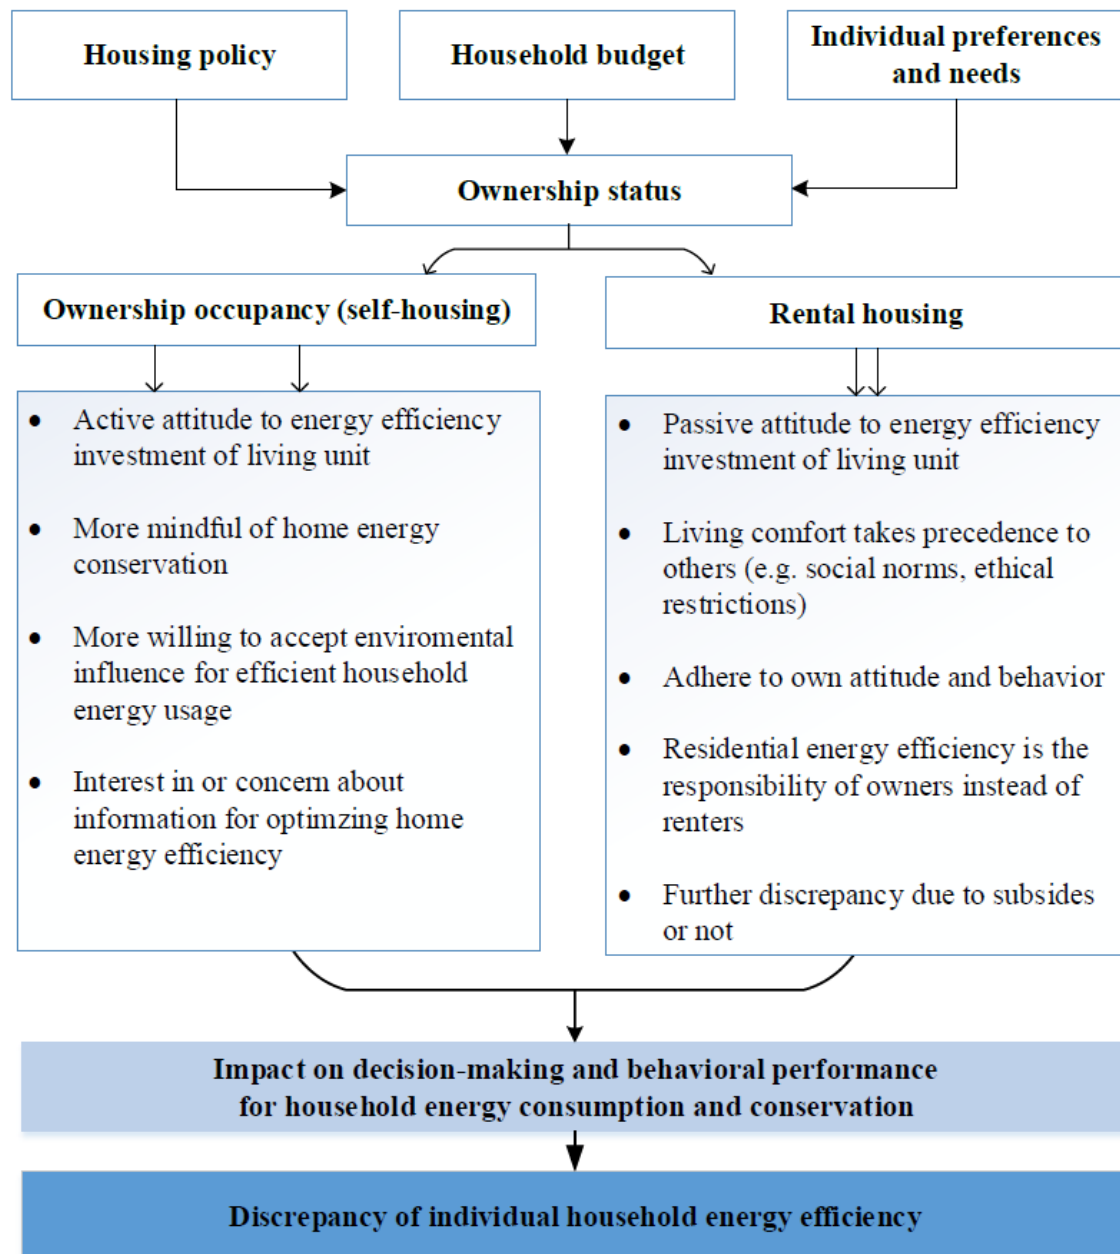 Housing policy
Household budget
Individual preferences
and needs
Ownership status
Ownership occupancy (self-housing)
Rental housing
● Active attitude to energy efficiency
investment of living unit
● More mindful of home energy
conservation
● More willing to accept enviromental
influence for efficient household
energy usage
● Interest in or concern about
information for optimzing home
energy efficiency
● Passive attitude to energy efficiency
investment of living unit
● Living comfort takes precedence to
others (e.g. social norms, ethical
restrictions)
● Adhere to own attitude and behavior
● Residential energy efficiency is the
responsibility of owners instead of
renters
● Further discrepancy due to subsides
or not
Impact on decision-making and behavioral performance
for household energy consumption and conservation
Discrepancy of individual household energy efficiency